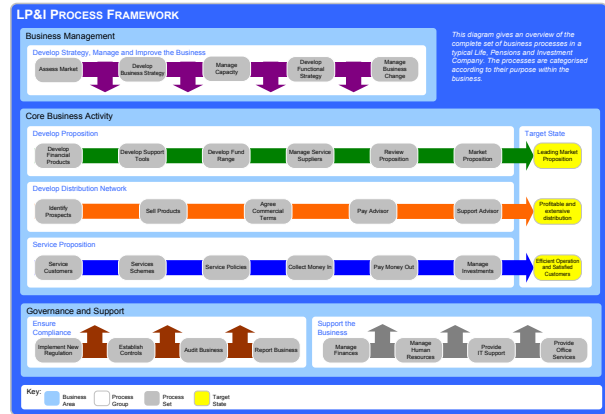 LP&I PROCESS FRAMEWORK
Business Management
Develop Strategy, Manage and Improve the Business
Assess Market
Develop
Business Strategy
Manage
Capacity
Develop
Functional
Strategy
Manage
Business
Change
This diagram gives an overview of the
complete set of business processes in a
typical Life, Pensions and Investment
Company. The processes are categorised
according to their purpose within the
business.
Core Business Activity
Develop Proposition
Target State
Develop
Financial
Products
Develop Support
Tools
Develop Fund
Range
Manage Service
Suppliers
Review
Proposition
Market
Proposition
Leading Market
Proposition
Develop Distribution Network
Identify
Prospects
Sell Products
Agree
Commercial
Terms
Pay Advisor
Support Advisor
Profitable and
extensive
distribution
Service Proposition
Service
Customers
Services
Schemes
Service Policies
Collect Money In
Pay Money Out
Manage
Investments
Efficient Operation
and Satisfied
Customers
Governance and Support
Ensure
Compliance
Implement New
Regulation
Establish
Controls
Audit Business
Report Business
Support the
Business
Manage
Finances
Manage
Human
Resources
Provide
IT Support
Provide
Office
Services
Key:
Business
Area
Process
Group
Process
Set
Target
State